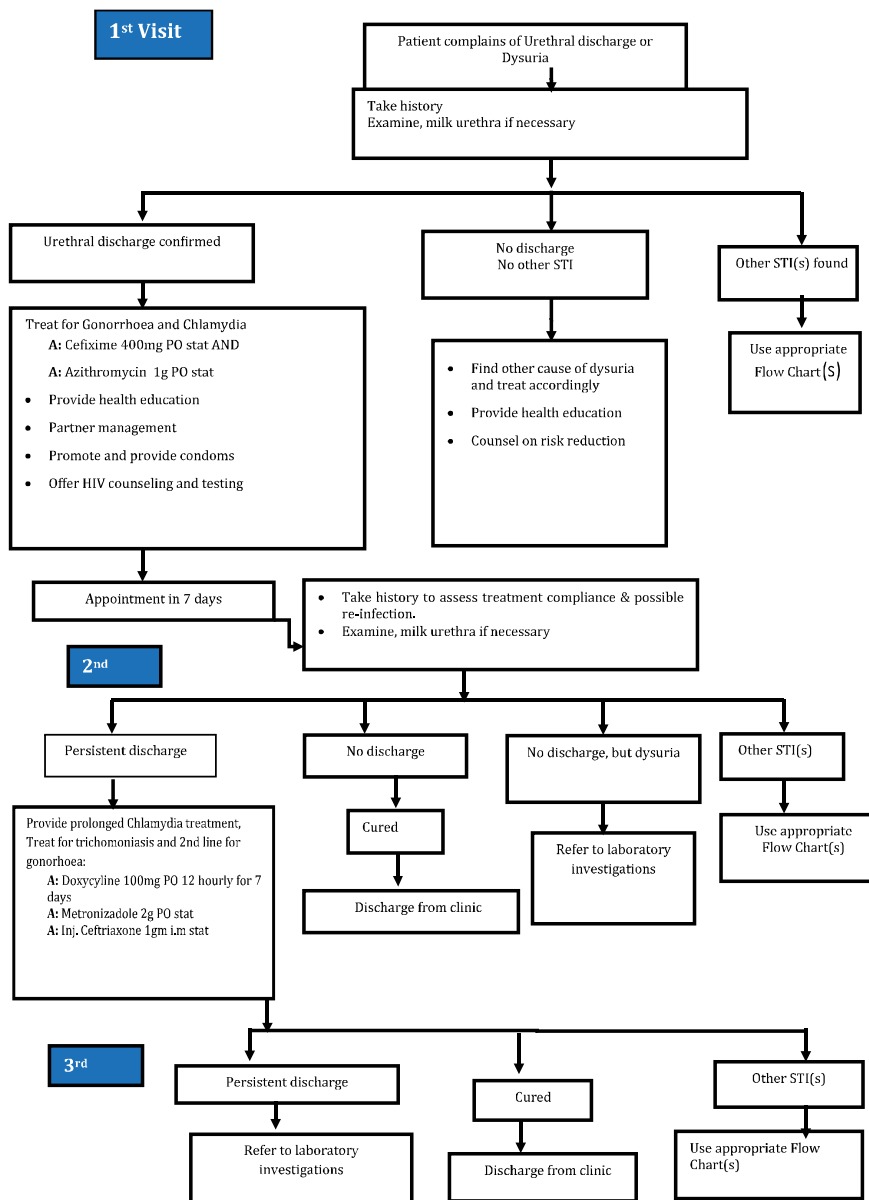 1st Visit
Patient complains of Urethral discharge or
Dysuria
Take history
Examine, milk urethra if necessary
Urethral discharge confirmed
No discharge
No other STI
Other STI(s) found
Treat for Gonorrhoea and Chlamydia
A: Cefixime 400mg PO stat AND
A: Azithromycin 1g PO stat
• Provide health education
• Partner management
• Promote and provide condoms
• Offer HIV counseling and testing
• Find other cause of dysuria
and treat accordingly
• Provide health education
• Counsel on risk reduction
Use appropriate
Flow Chart(s)
Appointment in 7 days
• Take history to assess treatment compliance & possible
re-infection.
• Examine, milk urethra if necessary
2nd
Persistent discharge
No discharge
No discharge, but dysuria
Other STI(s)
Provide prolonged Chlamydia treatment,
Treat for trichomoniasis and 2nd line for
gonorhoea:
A: Doxycyline 100mg PO 12 hourly for 7
days
A: Metronizadole 2g PO stat
A: Inj. Ceftriaxone 1gm i.m stat
Cured
Discharge from clinic
Refer to laboratory
investigations
Use appropriate
Flow Chart(s)
3rd
Persistent discharge
Cured
Other STI(s)
Refer to laboratory
investigations
Discharge from clinic
Use appropriate Flow
Chart(s)